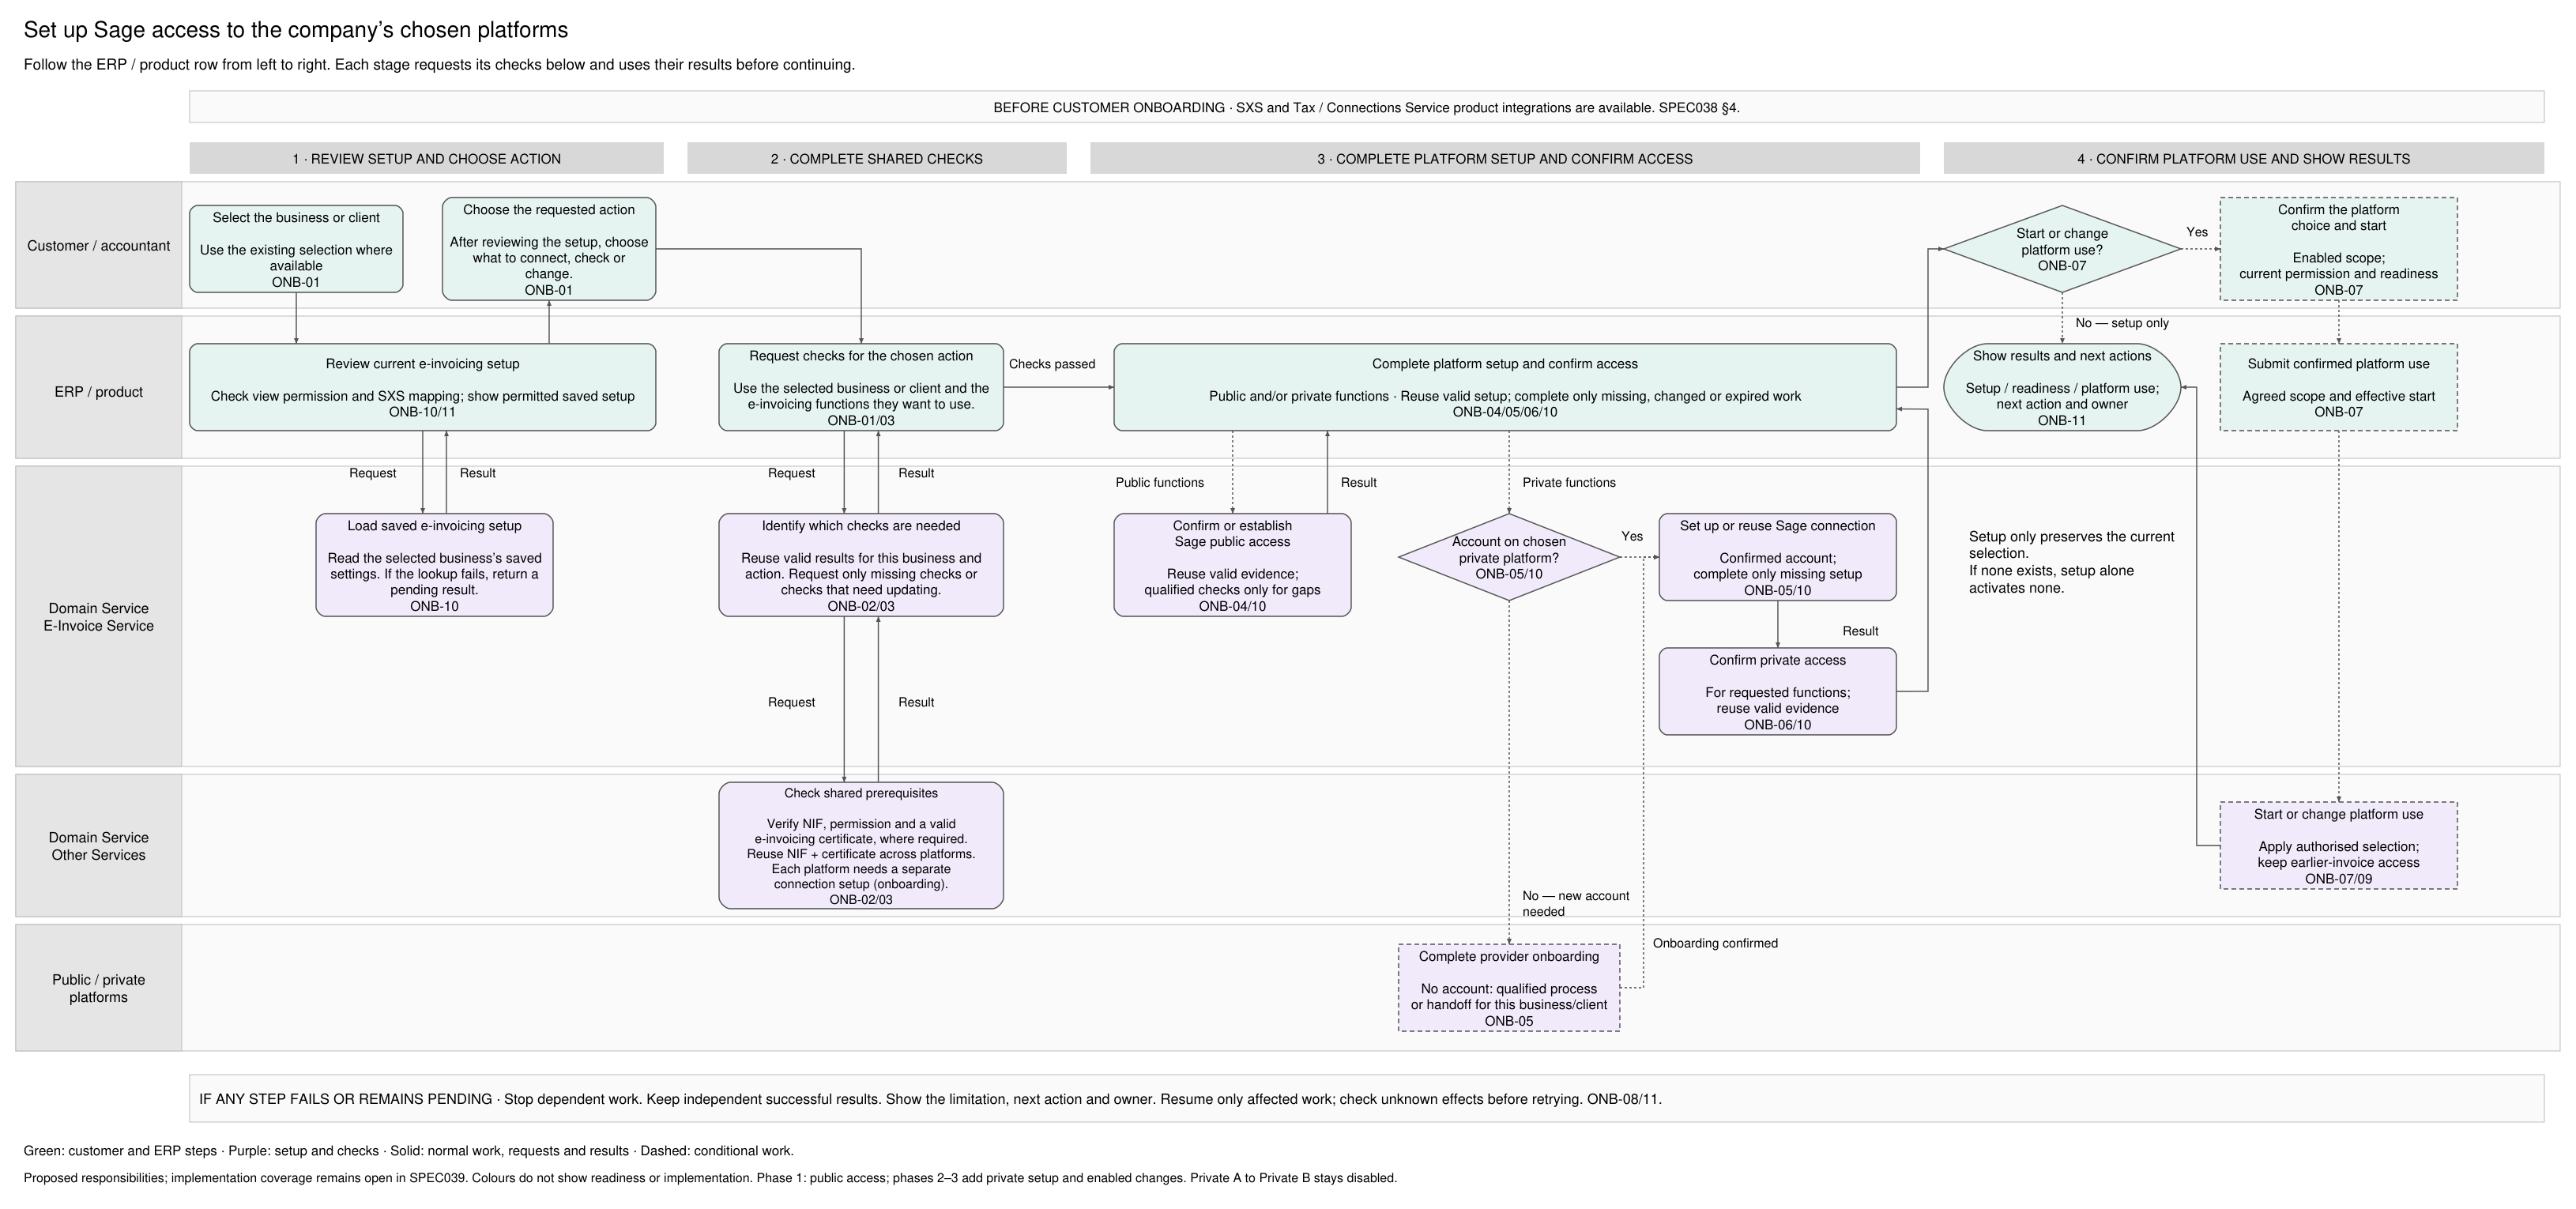 Set up Sage access to the company’s chosen platforms
Follow the ERP / product row from left to right. Each stage requests its checks below and uses their results before continuing.
BEFORE CUSTOMER ONBOARDING · SXS and Tax / Connections Service product integrations are available. SPEC038 §4.
1 · REVIEW SETUP AND CHOOSE ACTION
2 · COMPLETE SHARED CHECKS
3 · COMPLETE PLATFORM SETUP AND CONFIRM ACCESS
4 · CONFIRM PLATFORM USE AND SHOW RESULTS
Customer / accountant
Select the business or client
Use the existing selection where
available
ONB-01
Choose the requested action
After reviewing the setup, choose
what to connect, check or
change.
ONB-01
Start or change
platform use?
ONB-07
Yes
Confirm the platform
choice and start
Enabled scope;
current permission and readiness
ONB-07
No — setup only
ERP / product
Review current e-invoicing setup
Check view permission and SXS mapping; show permitted saved setup
ONB-10/11
Request checks for the chosen action
Use the selected business or client and the
e-invoicing functions they want to use.
ONB-01/03
Checks passed
Complete platform setup and confirm access
Public and/or private functions · Reuse valid setup; complete only missing, changed or expired work
ONB-04/05/06/10
Show results and next actions
Setup / readiness / platform use;
next action and owner
ONB-11
Submit confirmed platform use
Agreed scope and effective start
ONB-07
Request
Result
Request
Result
Public functions
Result
Private functions
Domain Service
E-Invoice Service
Load saved e-invoicing setup
Read the selected business’s saved
settings. If the lookup fails, return a
pending result.
ONB-10
Identify which checks are needed
Reuse valid results for this business and
action. Request only missing checks or
checks that need updating.
ONB-02/03
Confirm or establish
Sage public access
Reuse valid evidence;
qualified checks only for gaps
ONB-04/10
Account on chosen
private platform?
ONB-05/10
Yes
Set up or reuse Sage connection
Confirmed account;
complete only missing setup
ONB-05/10
Result
Confirm private access
For requested functions;
reuse valid evidence
ONB-06/10
Setup only preserves the current
selection.
If none exists, setup alone
activates none.
Request
Result
Domain Service
Other Services
Check shared prerequisites
Verify NIF, permission and a valid
e-invoicing certificate, where required.
Reuse NIF + certificate across platforms.
Each platform needs a separate
connection setup (onboarding).
ONB-02/03
No — new account
needed
Start or change platform use
Apply authorised selection;
keep earlier-invoice access
ONB-07/09
Public / private
platforms
Complete provider onboarding
No account: qualified process
or handoff for this business/client
ONB-05
Onboarding confirmed
IF ANY STEP FAILS OR REMAINS PENDING · Stop dependent work. Keep independent successful results. Show the limitation, next action and owner. Resume only affected work; check unknown effects before retrying. ONB-08/11.
Green: customer and ERP steps · Purple: setup and checks · Solid: normal work, requests and results · Dashed: conditional work.
Proposed responsibilities; implementation coverage remains open in SPEC039. Colours do not show readiness or implementation. Phase 1: public access; phases 2–3 add private setup and enabled changes. Private A to Private B stays disabled.